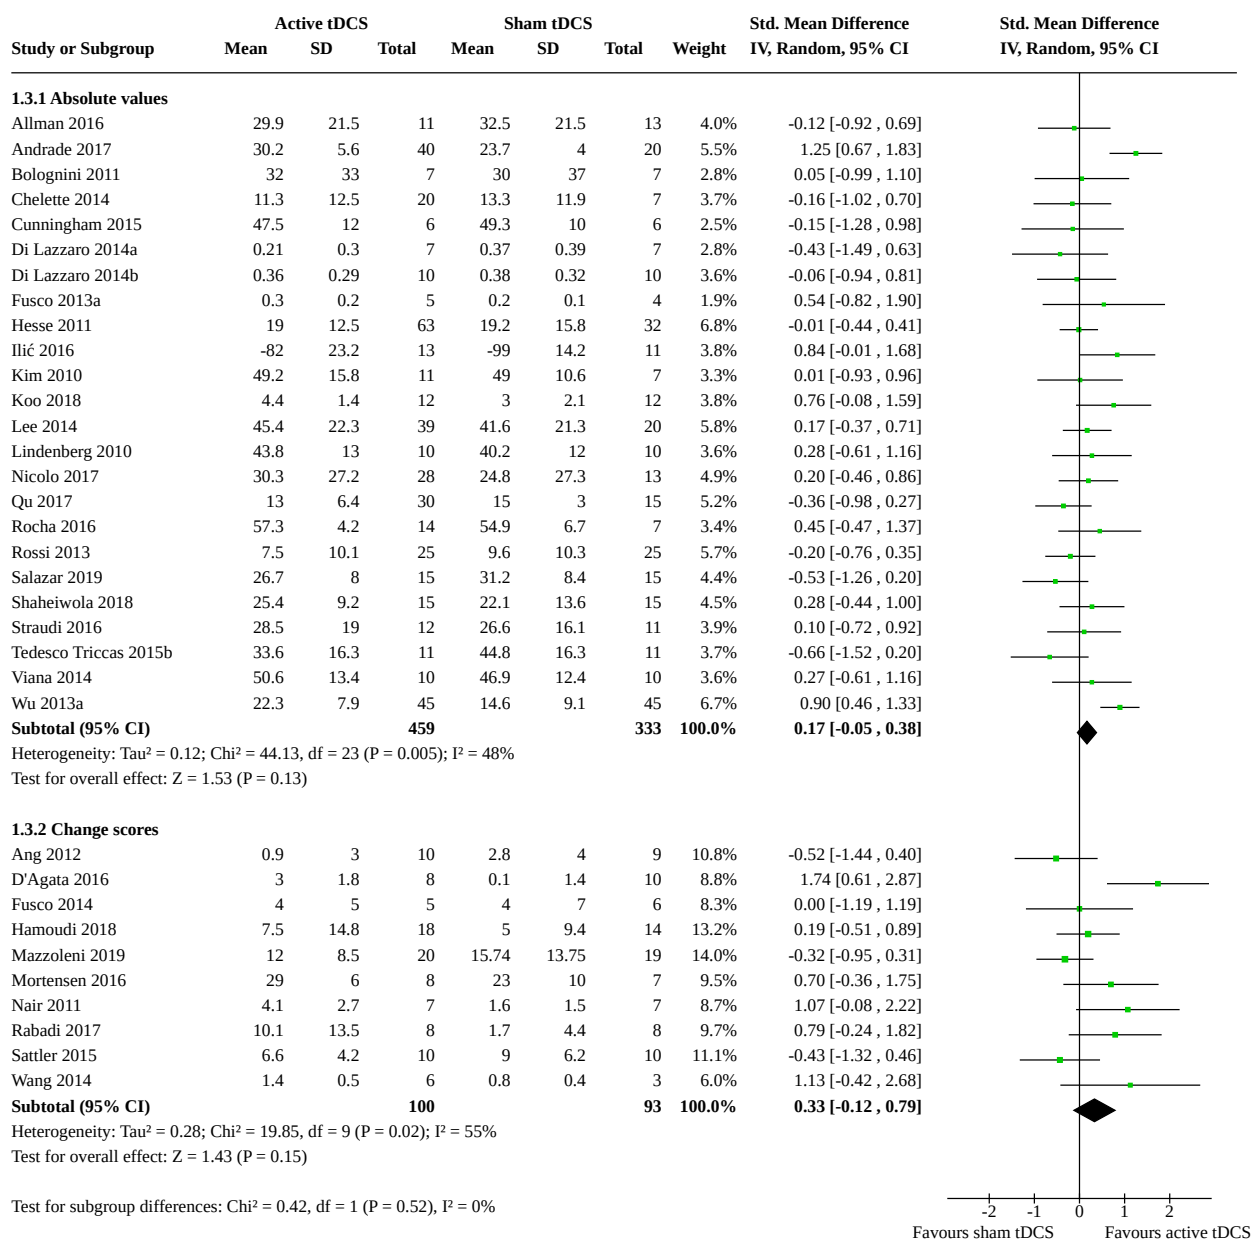 Active tDCS Sham tDCS Std. Mean Difference Std. Mean Difference
Study or Subgroup Mean SD Total Mean SD Total Weight IV, Random, 95% CI IV, Random, 95% CI
1.3.1 Absolute values
Allman 2016 29.9 21.5 11 32.5 21.5 13 4.0% -0.12 [-0.92 , 0.69]
Andrade 2017 30.2 5.6 40 23.7 4 20 5.5% 1.25 [0.67 , 1.83]
Bolognini 2011 32 33 7 30 37 7 2.8% 0.05 [-0.99 , 1.10]
Chelette 2014 11.3 12.5 20 13.3 11.9 7 3.7% -0.16 [-1.02 , 0.70]
Cunningham 2015 47.5 12 6 49.3 10 6 2.5% -0.15 [-1.28 , 0.98]
Di Lazzaro 2014a 0.21 0.3 7 0.37 0.39 7 2.8% -0.43 [-1.49 , 0.63]
Di Lazzaro 2014b 0.36 0.29 10 0.38 0.32 10 3.6% -0.06 [-0.94 , 0.81]
Fusco 2013a 0.3 0.2 5 0.2 0.1 4 1.9% 0.54 [-0.82 , 1.90]
Hesse 2011 19 12.5 63 19.2 15.8 32 6.8% -0.01 [-0.44 , 0.41]
Ilić 2016 -82 23.2 13 -99 14.2 11 3.8% 0.84 [-0.01 , 1.68]
Kim 2010 49.2 15.8 11 49 10.6 7 3.3% 0.01 [-0.93 , 0.96]
Koo 2018 4.4 1.4 12 3 2.1 12 3.8% 0.76 [-0.08 , 1.59]
Lee 2014 45.4 22.3 39 41.6 21.3 20 5.8% 0.17 [-0.37 , 0.71]
Lindenberg 2010 43.8 13 10 40.2 12 10 3.6% 0.28 [-0.61 , 1.16]
Nicolo 2017 30.3 27.2 28 24.8 27.3 13 4.9% 0.20 [-0.46 , 0.86]
Qu 2017 13 6.4 30 15 3 15 5.2% -0.36 [-0.98 , 0.27]
Rocha 2016 57.3 4.2 14 54.9 6.7 7 3.4% 0.45 [-0.47 , 1.37]
Rossi 2013 7.5 10.1 25 9.6 10.3 25 5.7% -0.20 [-0.76 , 0.35]
Salazar 2019 26.7 8 15 31.2 8.4 15 4.4% -0.53 [-1.26 , 0.20]
Shaheiwola 2018 25.4 9.2 15 22.1 13.6 15 4.5% 0.28 [-0.44 , 1.00]
Straudi 2016 28.5 19 12 26.6 16.1 11 3.9% 0.10 [-0.72 , 0.92]
Tedesco Triccas 2015b 33.6 16.3 11 44.8 16.3 11 3.7% -0.66 [-1.52 , 0.20]
Viana 2014 50.6 13.4 10 46.9 12.4 10 3.6% 0.27 [-0.61 , 1.16]
Wu 2013a 22.3 7.9 45 14.6 9.1 45 6.7% 0.90 [0.46 , 1.33]
Subtotal (95% CI) 459 333 100.0% 0.17 [-0.05 , 0.38]
Heterogeneity: Tau² = 0.12; Chi² = 44.13, df = 23 (P = 0.005); I² = 48%
Test for overall effect: Z = 1.53 (P = 0.13)
1.3.2 Change scores
Ang 2012 0.9 3 10 2.8 4 9 10.8% -0.52 [-1.44 , 0.40]
D'Agata 2016 3 1.8 8 0.1 1.4 10 8.8% 1.74 [0.61 , 2.87]
Fusco 2014 4 5 5 4 7 6 8.3% 0.00 [-1.19 , 1.19]
Hamoudi 2018 7.5 14.8 18 5 9.4 14 13.2% 0.19 [-0.51 , 0.89]
Mazzoleni 2019 12 8.5 20 15.74 13.75 19 14.0% -0.32 [-0.95 , 0.31]
Mortensen 2016 29 6 8 23 10 7 9.5% 0.70 [-0.36 , 1.75]
Nair 2011 4.1 2.7 7 1.6 1.5 7 8.7% 1.07 [-0.08 , 2.22]
Rabadi 2017 10.1 13.5 8 1.7 4.4 8 9.7% 0.79 [-0.24 , 1.82]
Sattler 2015 6.6 4.2 10 9 6.2 10 11.1% -0.43 [-1.32 , 0.46]
Wang 2014 1.4 0.5 6 0.8 0.4 3 6.0% 1.13 [-0.42 , 2.68]
Subtotal (95% CI) 100 93 100.0% 0.33 [-0.12 , 0.79]
Heterogeneity: Tau² = 0.28; Chi² = 19.85, df = 9 (P = 0.02); I² = 55%
Test for overall effect: Z = 1.43 (P = 0.15)
Test for subgroup differences: Chi² = 0.42, df = 1 (P = 0.52), I² = 0%
-2 -1 0 1 2
Favours sham tDCS Favours active tDCS